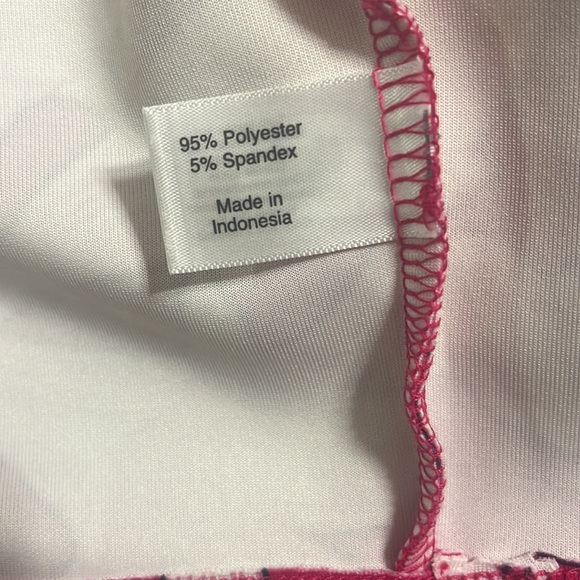 95% Polyester
5% Spandex
Made in
Indonesia